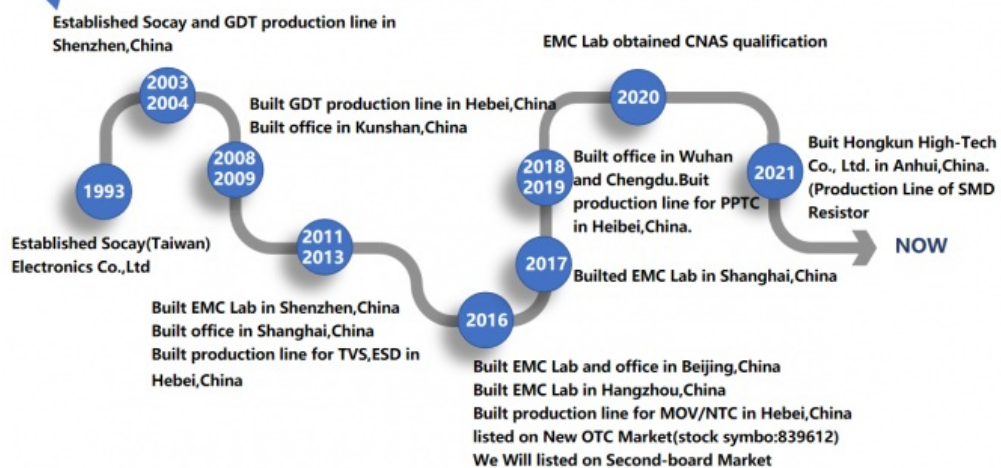 Established Socay and GDT production line in
Shenzhen,China
2003
2004
1993
Established Socay(Taiwan)
Electronics Co.,Ltd
Built GDT production line in Hebei,China
Built office in Kunshan,China
2008
2009
2011
2013
Built EMC Lab in Shenzhen,China
Built office in Shanghai,China
Built production line for TVS,ESD in
Hebei,China
2016
Built EMC Lab and office in Beijing,China
Built EMC Lab in Hangzhou,China
Built production line for MOV/NTC in Hebei,China
listed on New OTC Market(stock symbo:839612)
We Will listed on Second-board Market
2017
Builted EMC Lab in Shanghai,China
2018
2019
Built office in Wuhan
and Chengdu.Buit
production line for PPTC
in Heibei,China.
EMC Lab obtained CNAS qualification
2020
2021
Buit Hongkun High-Tech
Co., Ltd. in Anhui,China.
(Production Line of SMD
Resistor
NOW